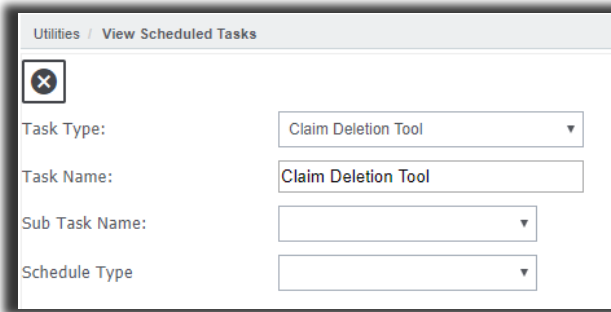 Utilities / View Scheduled Tasks
Task Type: Claim Deletion Tool
Task Name: Claim Deletion Tool
Sub Task Name:
Schedule Type